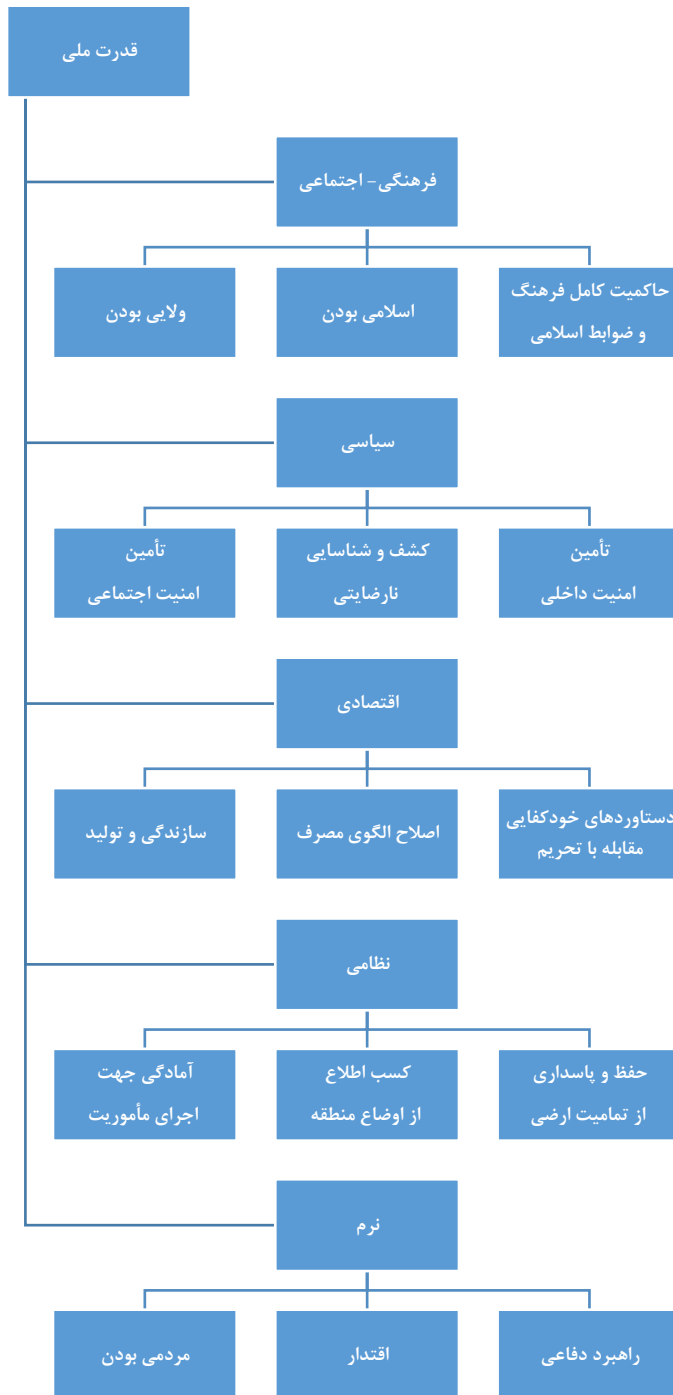 قدرت ملی
فرهنگی- اجتماعی
حاکمیت کامل فرهنگ
و ضوابط اسلامی
اسلامی بودن
ولایی بودن
سیاسی
تأمین
امنیت داخلی
کشف و شناسایی
نارضایتی
تأمین
امنیت اجتماعی
اقتصادی
دستاوردهای خودکفایی
مقابله با تحریم
اصلاح الگوی مصرف
سازندگی و تولید
نظامی
حفظ و پاسداری
از تمامیت ارضی
کسب اطلاع
از اوضاع منطقه
آمادگی جهت
اجرای مأموریت
نرم
راهبرد دفاعی
اقتدار
مردمی بودن